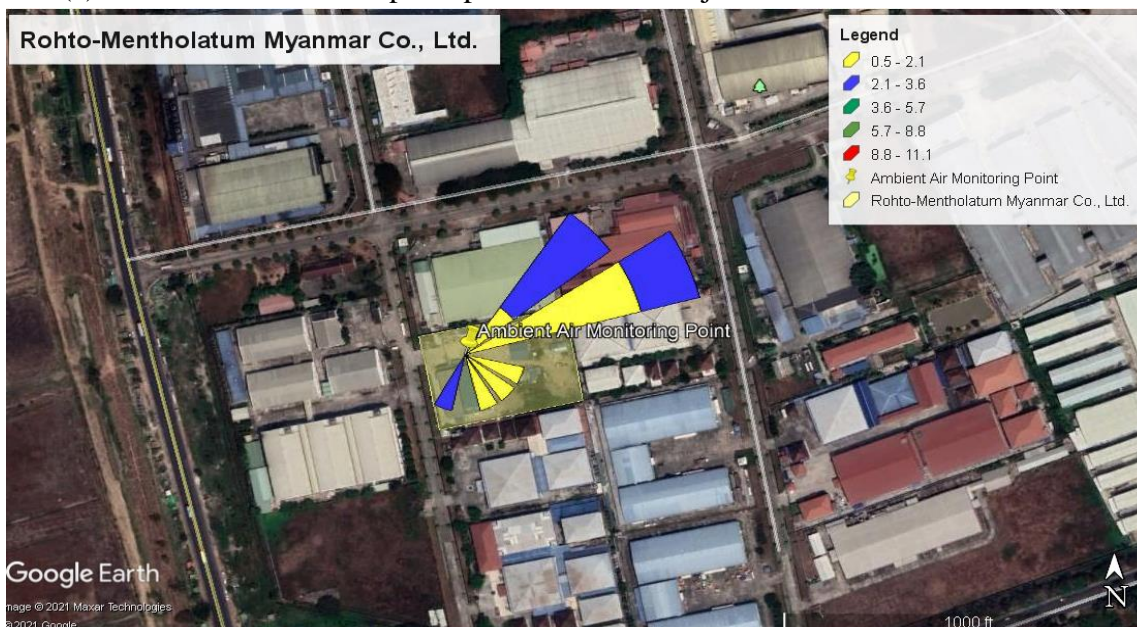 Rohto-Mentholatum Myanmar Co., Ltd.
Legend
0.5 - 2.1
2.1 - 3.6
3.6 - 5.7
5.7 - 8.8
8.8 - 11.1
Ambient Air Monitoring Point
Rohto-Mentholatum Myanmar Co., Ltd.
Ambient Air Monitoring Point
Google Earth
© 2021 Maxar Technologies
© 2021 Google
1000 ft
N